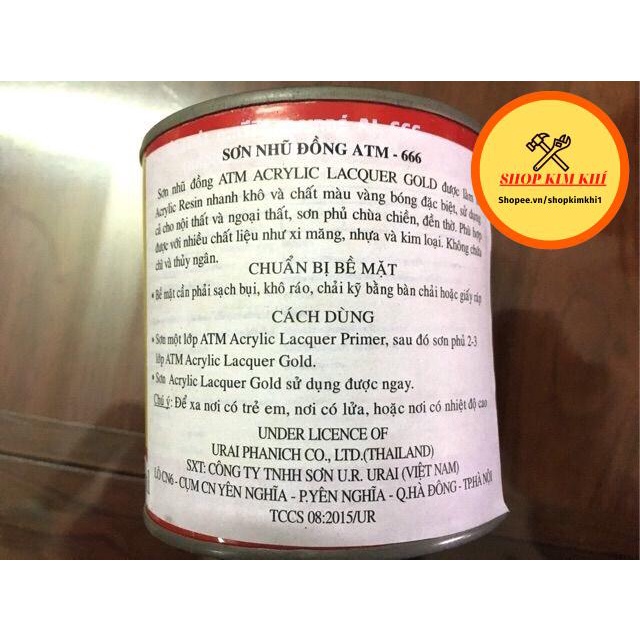 SƠN NHŨ ĐỒNG ATM - 666
Sơn nhũ đồng ATM ACRYLIC LACQUER GOLD được làm
Acrylic Resin nhanh khô và chất màu vàng bóng đặc biệt, sử dụng
cả cho nội thất và ngoại thất, sơn phủ chùa chiền, đền thờ. Phù hợp
được với nhiều chất liệu như xi măng, nhựa và kim loại. Không chứa
chì và thủy ngân.
CHUẨN BỊ BỀ MẶT
• Bề mặt cần phải sạch bụi, khô ráo, chải kỹ bằng bàn chải hoặc giấy ráp
CÁCH DÙNG
• Sơn một lớp ATM Acrylic Lacquer Primer, sau đó sơn phủ 2-3
lớp ATM Acrylic Lacquer Gold.
• Sơn Acrylic Lacquer Gold sử dụng được ngay.
Chú ý: Để xa nơi có trẻ em, nơi có lửa, hoặc nơi có nhiệt độ cao
UNDER LICENCE OF
URAI PHANICH CO., LTD.(THAILAND)
SXT: CÔNG TY TNHH SƠN U.R. URAI (VIỆT NAM)
LÔ CN6 - CỤM CN YÊN NGHĨA - P.YÊN NGHĨA - Q.HÀ ĐÔNG - TP.HÀ NỘI
TCCS 08:2015/UR
SHOP KIM KHÍ
Shopee.vn/shopkimkhi1